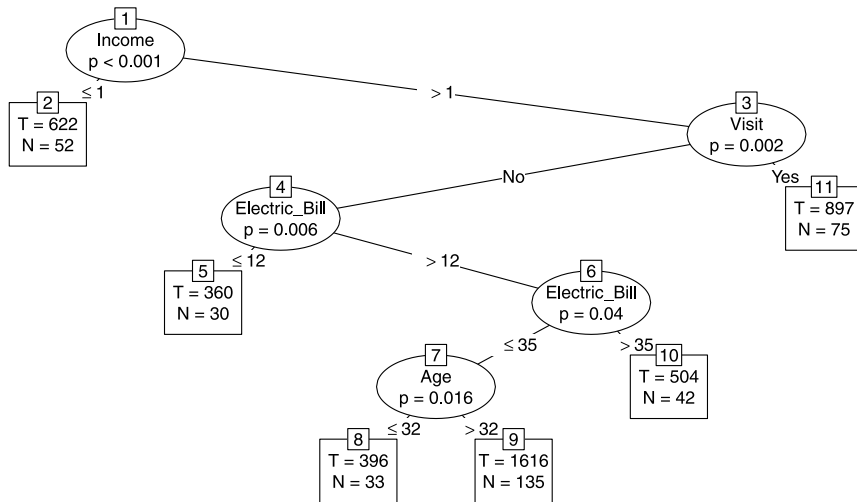 1
Income
p < 0.001
≤ 1
> 1
2
T = 622
N = 52
3
Visit
p = 0.002
No
Yes
4
Electric_Bill
p = 0.006
11
T = 897
N = 75
≤ 12
> 12
5
T = 360
N = 30
6
Electric_Bill
p = 0.04
≤ 35
> 35
7
Age
p = 0.016
10
T = 504
N = 42
≤ 32
> 32
8
T = 396
N = 33
9
T = 1616
N = 135